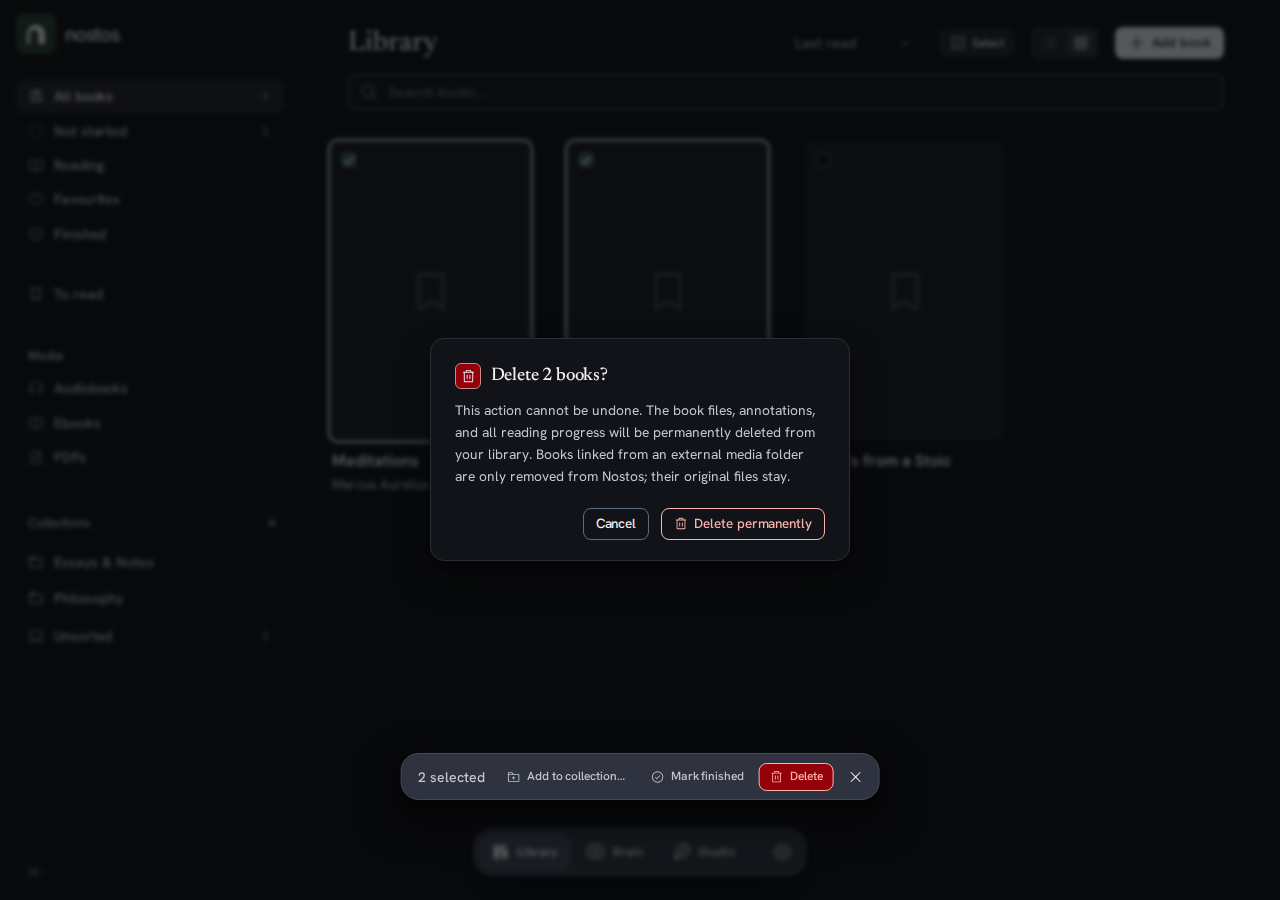 nostos
Library
Last read
Select
Add book
Search books...
All books
Not started
Reading
Favourites
Finished
To read
Media
Audiobooks
Ebooks
PDFs
Collections
Essays & Notes
Philosophy
Unsorted
Meditations
Marcus Aurelius
s from a Stoic
Delete 2 books?
This action cannot be undone. The book files, annotations,
and all reading progress will be permanently deleted from
your library. Books linked from an external media folder
are only removed from Nostos; their original files stay.
Cancel
Delete permanently
2 selected
Add to collection...
Mark finished
Delete
Library
Brain
Studio